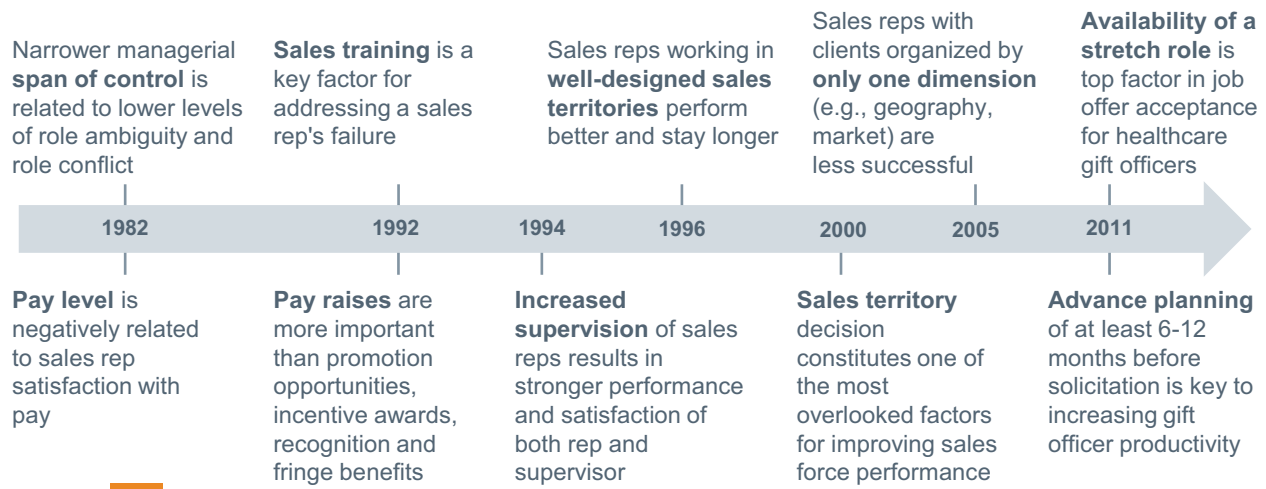 Narrower managerial
span of control is
related to lower levels
of role ambiguity and
role conflict
Sales training is a
key factor for
addressing a sales
rep's failure
Sales reps working in
well-designed sales
territories perform
better and stay longer
Sales reps with
clients organized by
only one dimension
(e.g., geography,
market) are
less successful
Availability of a
stretch role is
top factor in job
offer acceptance
for healthcare
gift officers
1982 1992 1994 1996 2000 2005 2011
Pay level is
negatively related
to sales rep
satisfaction with
pay
Pay raises are
more important
than promotion
opportunities,
incentive awards,
recognition and
fringe benefits
Increased
supervision of sales
reps results in
stronger performance
and satisfaction of
both rep and
supervisor
Sales territory
decision
constitutes one of
the most
overlooked factors
for improving sales
force performance
Advance planning
of at least 6-12
months before
solicitation is key to
increasing gift
officer productivity